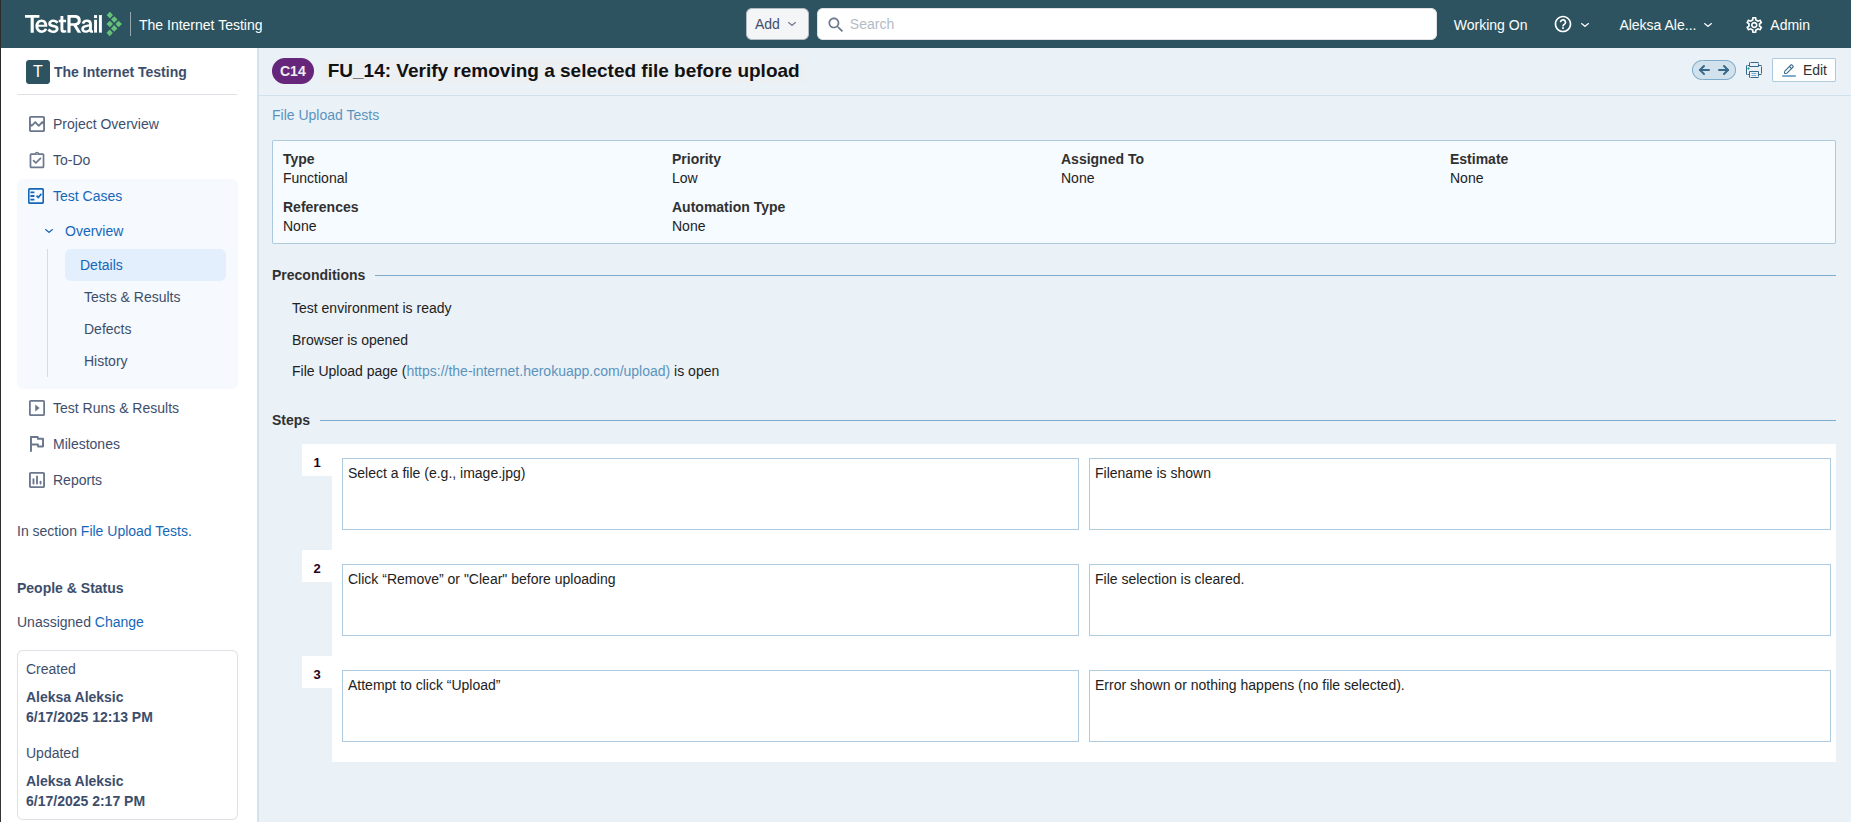 TestRail The Internet Testing Add Search Working On Aleksa Ale... Admin
T The Internet Testing
Project Overview
To-Do
Test Cases
Overview
Details
Tests & Results
Defects
History
Test Runs & Results
Milestones
Reports
In section File Upload Tests.
People & Status
Unassigned Change
Created
Aleksa Aleksic
6/17/2025 12:13 PM
Updated
Aleksa Aleksic
6/17/2025 2:17 PM
C14 FU_14: Verify removing a selected file before upload Edit
File Upload Tests
Type Priority Assigned To Estimate
Functional Low None None
References Automation Type
None None
Preconditions
Test environment is ready
Browser is opened
File Upload page (https://the-internet.herokuapp.com/upload) is open
Steps
1 Select a file (e.g., image.jpg) Filename is shown
2 Click “Remove” or "Clear" before uploading File selection is cleared.
3 Attempt to click “Upload” Error shown or nothing happens (no file selected).